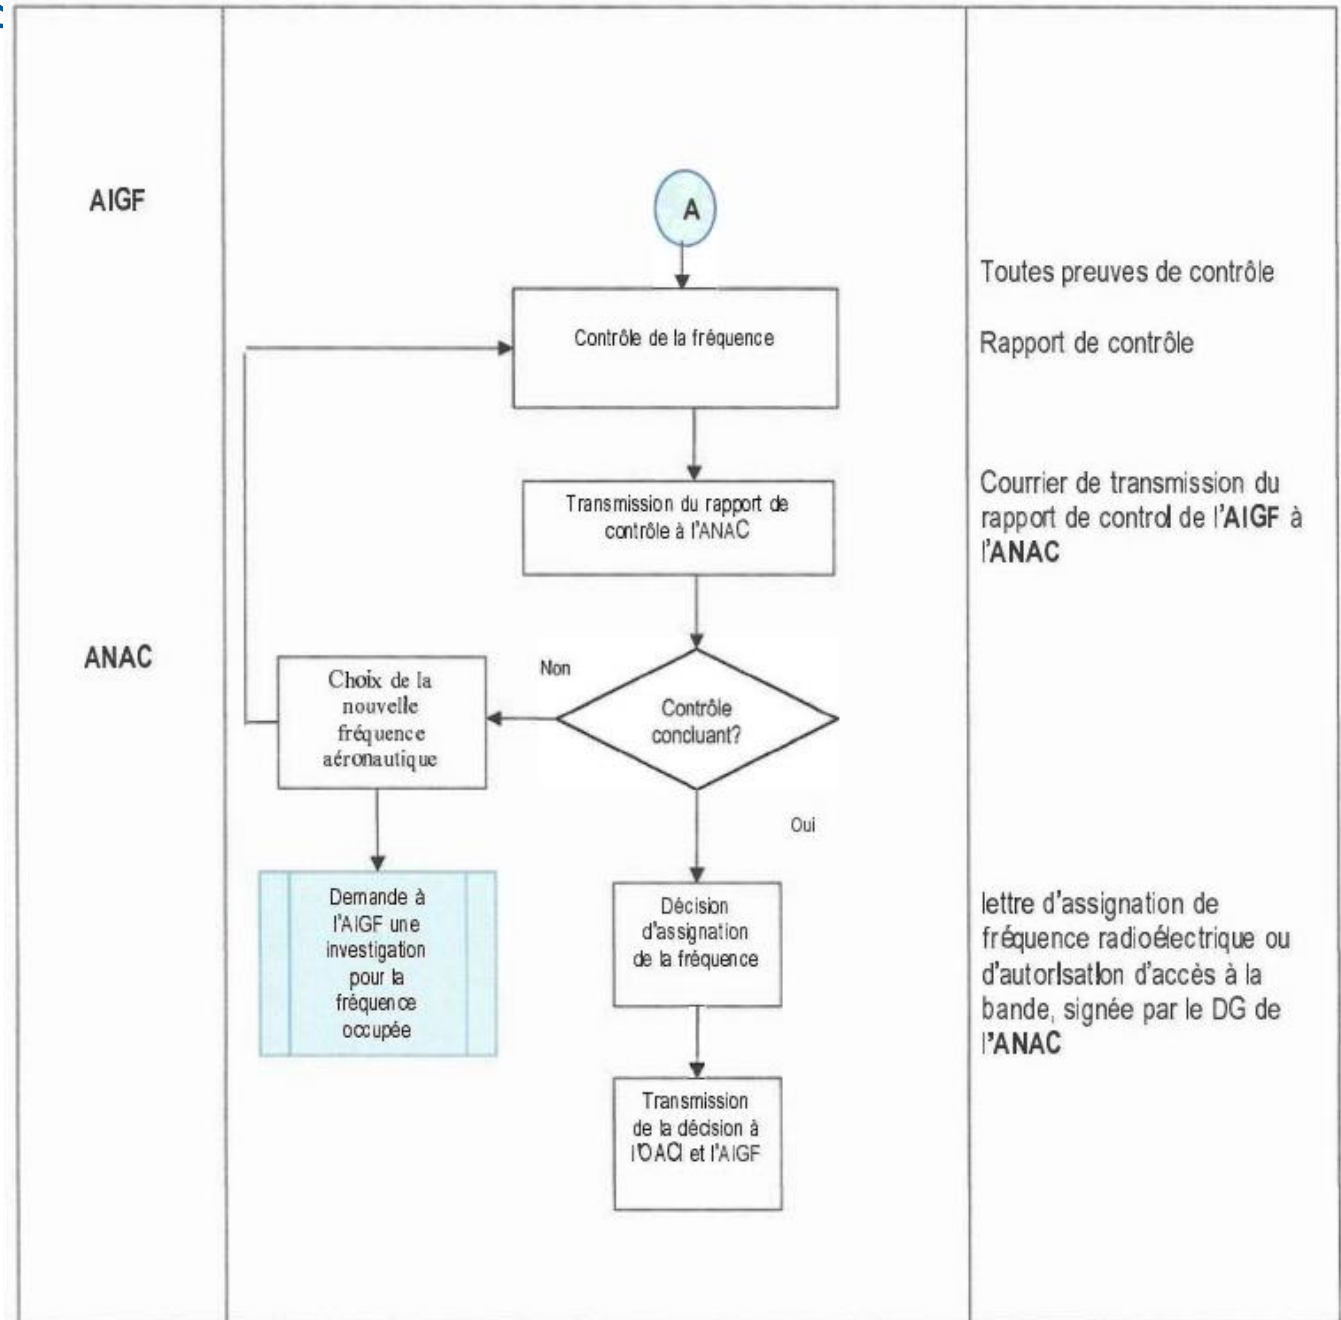 AIGF
A
Toutes preuves de contrôle
Contrôle de la fréquence
Rapport de contrôle
Transmission du rapport de
contrôle à l'ANAC
Courrier de transmission du
rapport de control de l'AIGF à
l'ANAC
ANAC
Choix de la
nouvelle
fréquence
aéronautique
Non
Contrôle
concluant?
Oui
Demande à
l'AIGF une
investigation
pour la
fréquence
occupée
Décision
d'assignation
de la fréquence
lettre d'assignation de
fréquence radioélectrique ou
d'autorisation d'accès à la
bande, signée par le DG de
l'ANAC
Transmission
de la décision à
l'OACI et l'AIGF